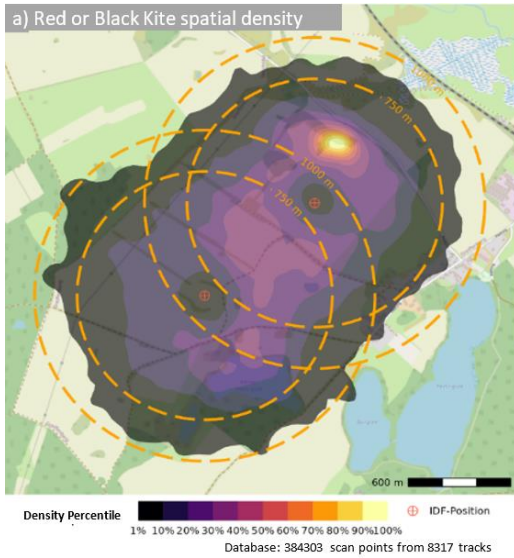 a) Red or Black Kite spatial density
1000 m
750 m
1000 m
750 m
600 m
Density Percentile
IDF-Position
1% 10% 20% 30% 40% 50% 60% 70% 80% 90% 100%
Database: 384303 scan points from 8317 tracks